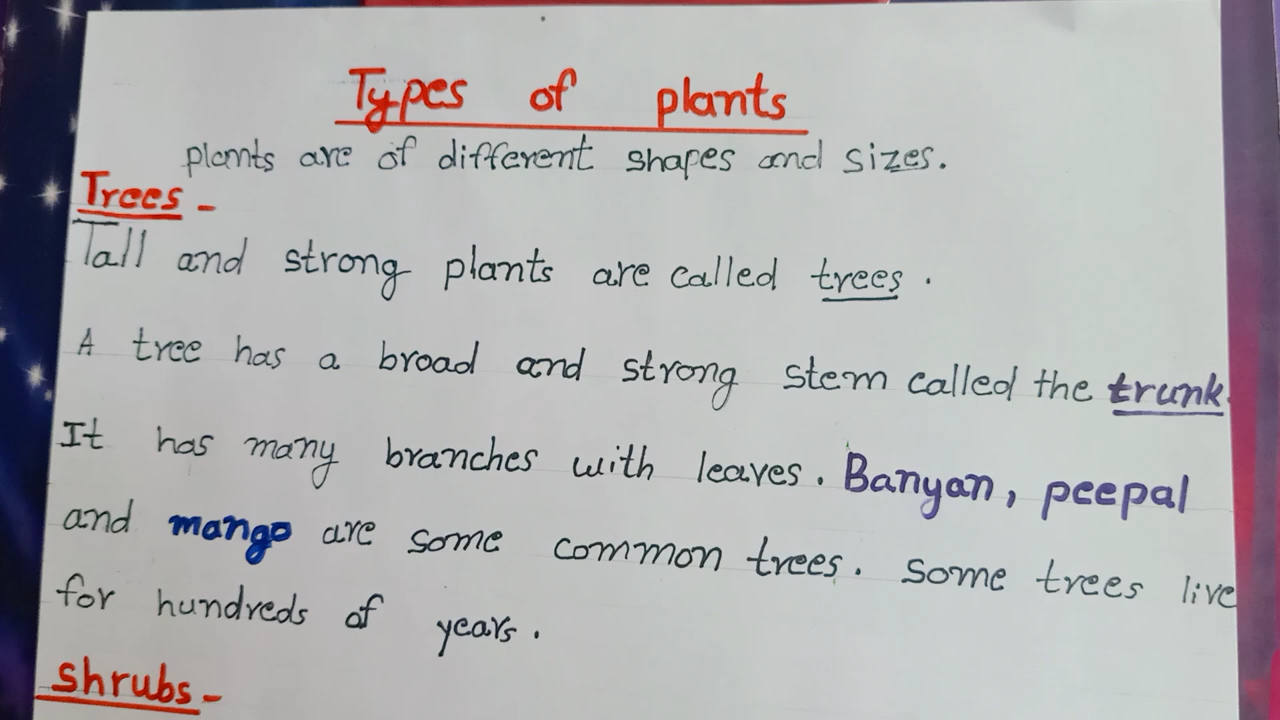 Types of plants
plants are of different shapes and sizes.
Trees -
Tall and strong plants are called trees.
A tree has a broad and strong stem called the trunk.
It has many branches with leaves. Banyan, peepal
and mango are some common trees. Some trees live
for hundreds of years.
Shrubs -